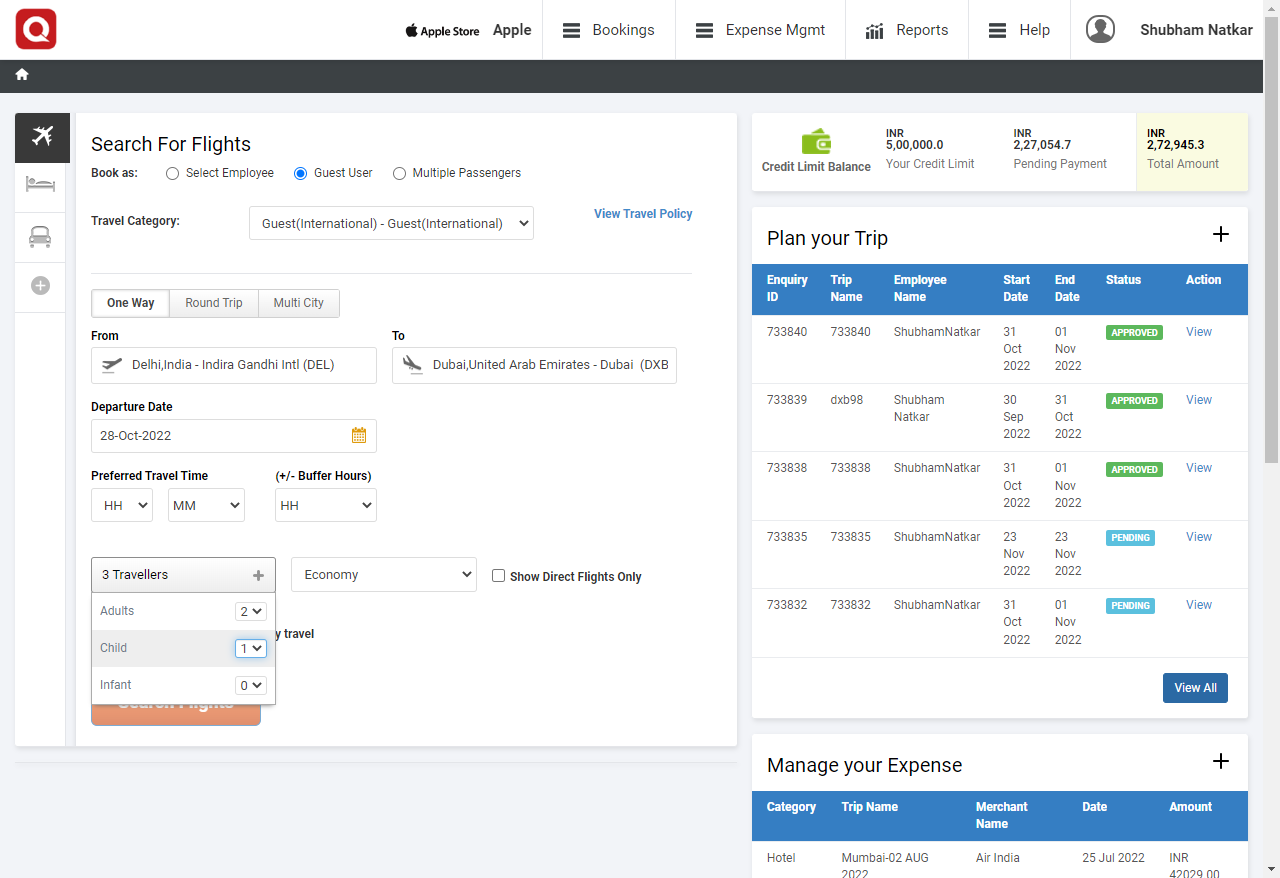 Q
Apple Store Apple Bookings Expense Mgmt Reports Help Shubham Natkar
Search For Flights
Book as: Select Employee Guest User Multiple Passengers
Travel Category: Guest(International) - Guest(International) View Travel Policy
One Way Round Trip Multi City
From To
Delhi,India - Indira Gandhi Intl (DEL) Dubai,United Arab Emirates - Dubai (DXB
Departure Date
28-Oct-2022
Preferred Travel Time (+/- Buffer Hours)
HH MM HH
3 Travellers Economy Show Direct Flights Only
Adults 2
y travel
Child 1
Infant 0
Search Flights
Credit Limit Balance
INR
5,00,000.0
Your Credit Limit
INR
2,27,054.7
Pending Payment
INR
2,72,945.3
Total Amount
Plan your Trip
Enquiry ID Trip Name Employee Name Start Date End Date Status Action
733840 733840 ShubhamNatkar 31 Oct 2022 01 Nov 2022 APPROVED View
733839 dxb98 Shubham Natkar 30 Sep 2022 31 Oct 2022 APPROVED View
733838 733838 ShubhamNatkar 31 Oct 2022 01 Nov 2022 APPROVED View
733835 733835 ShubhamNatkar 23 Nov 2022 23 Nov 2022 PENDING View
733832 733832 ShubhamNatkar 31 Oct 2022 01 Nov 2022 PENDING View
View All
Manage your Expense
Category Trip Name Merchant Name Date Amount
Hotel Mumbai-02 AUG 2022 Air India 25 Jul 2022 INR 42029.00